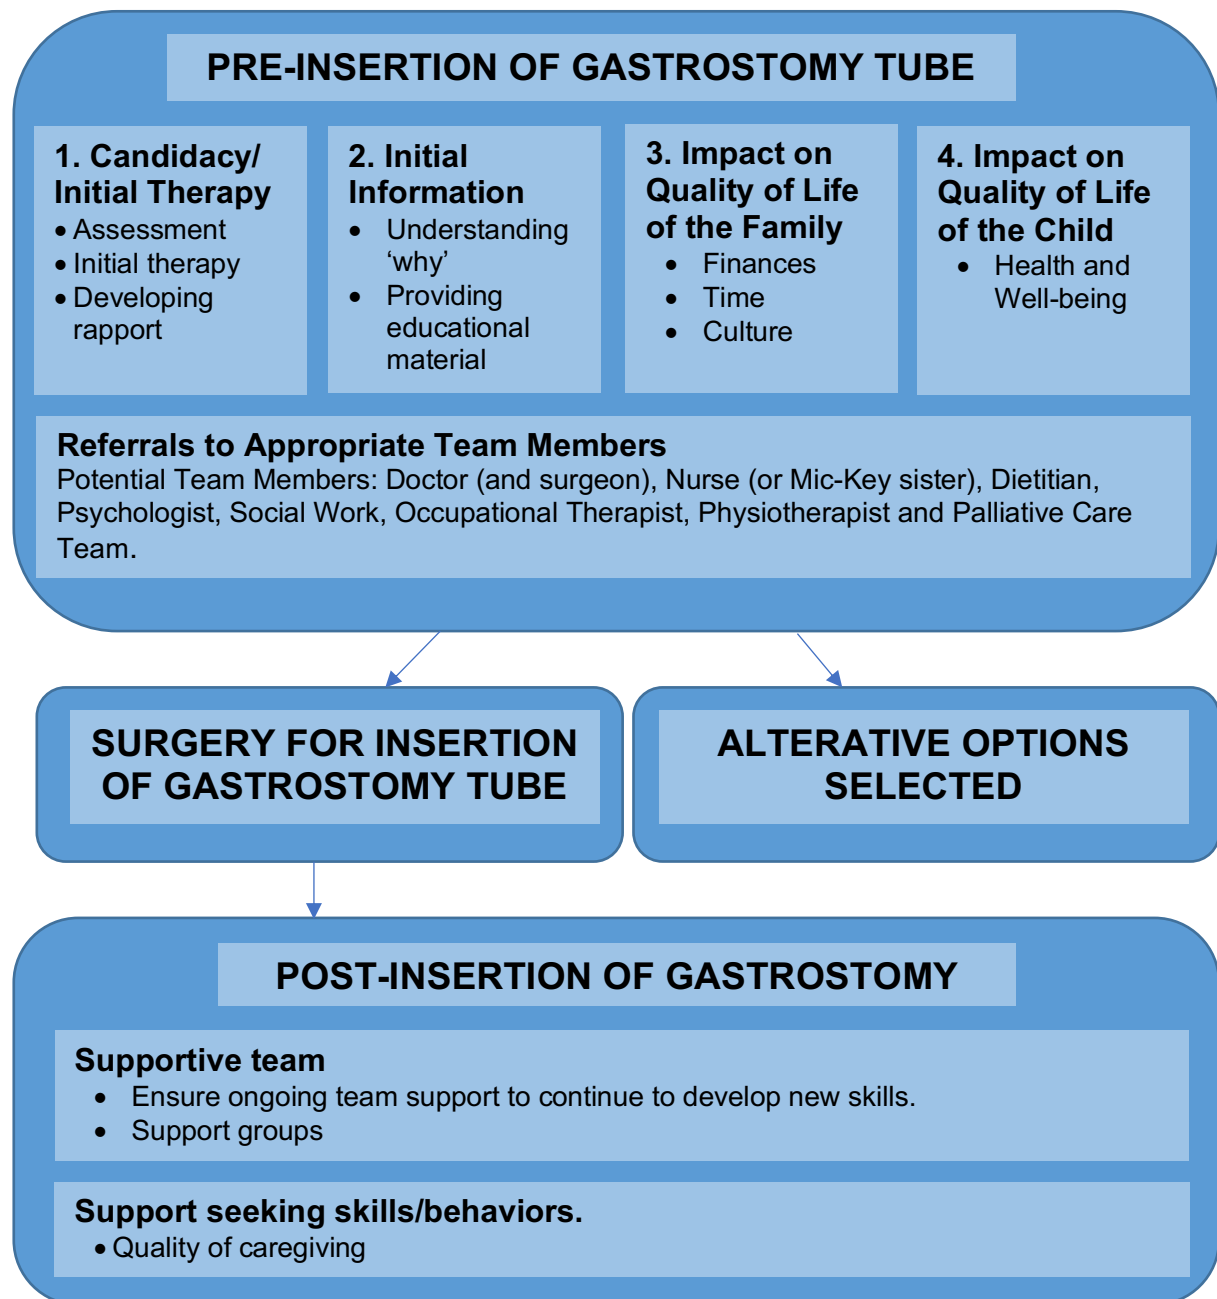 PRE-INSERTION OF GASTROSTOMY TUBE
1. Candidacy/
Initial Therapy
• Assessment
• Initial therapy
• Developing
rapport
2. Initial
Information
• Understanding
‘why’
• Providing
educational
material
3. Impact on
Quality of Life
of the Family
• Finances
• Time
• Culture
4. Impact on
Quality of Life
of the Child
• Health and
Well-being
Referrals to Appropriate Team Members
Potential Team Members: Doctor (and surgeon), Nurse (or Mic-Key sister), Dietitian,
Psychologist, Social Work, Occupational Therapist, Physiotherapist and Palliative Care
Team.
SURGERY FOR INSERTION
OF GASTROSTOMY TUBE
ALTERATIVE OPTIONS
SELECTED
POST-INSERTION OF GASTROSTOMY
Supportive team
• Ensure ongoing team support to continue to develop new skills.
• Support groups
Support seeking skills/behaviors.
• Quality of caregiving